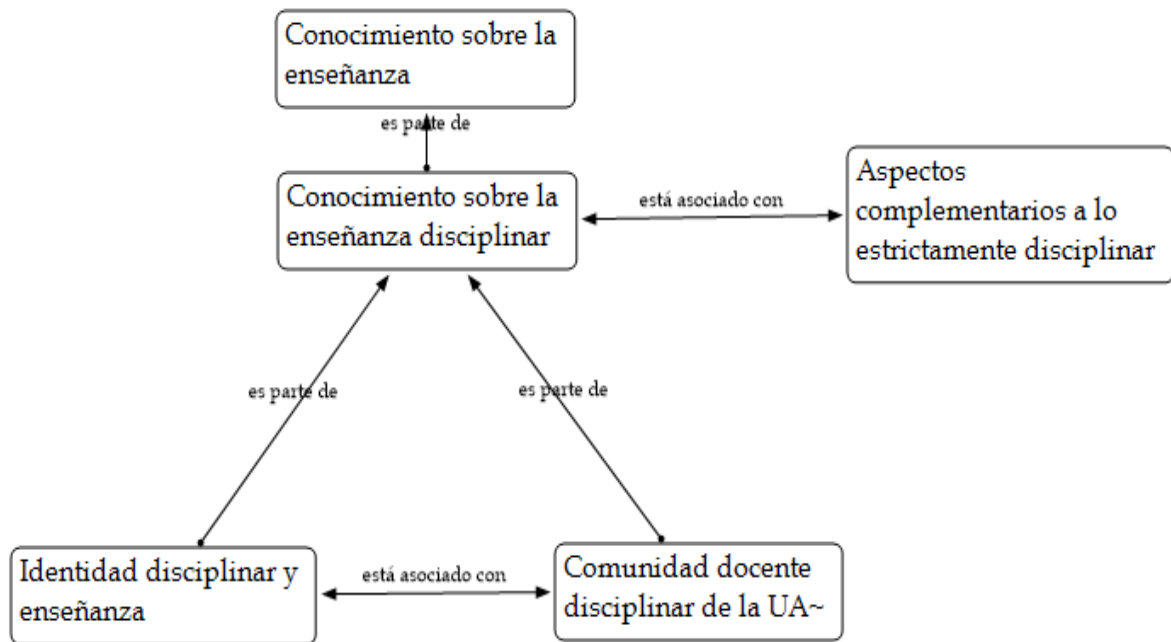 Conocimiento sobre la
enseñanza
es parte de
Conocimiento sobre la
enseñanza disciplinar
está asociado con
Aspectos
complementarios a lo
estrictamente disciplinar
es parte de
es parte de
Identidad disciplinar y
enseñanza
está asociado con
Comunidad docente
disciplinar de la UA~